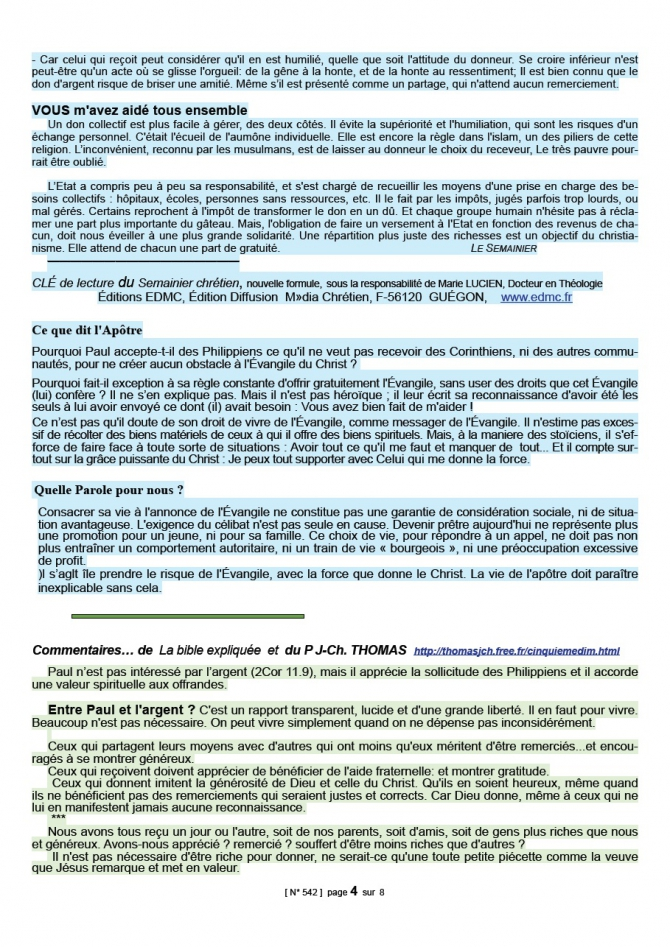 - Car celui qui reçoit peut considérer qu'il en est humilié, quelle que soit l'attitude du donneur. Se croire inférieur n'est
peut-être qu'un acte où se glisse l'orgueil: de la gêne à la honte, et de la honte au ressentiment; Il est bien connu que le
don d'argent risque de briser une amitié. Même s'il est présenté comme un partage, qui n'attend aucun remerciement.
VOUS m'avez aidé tous ensemble
Un don collectif est plus facile à gérer, des deux côtés. Il évite la supériorité et l'humiliation, qui sont les risques d'un
échange personnel. C'était l'écueil de l'aumône individuelle. Elle est encore la règle dans l'islam, un des piliers de cette
religion. L'inconvénient, reconnu par les musulmans, est de laisser au donneur le choix du receveur, Le très pauvre pour-
rait être oublié.
L'Etat a compris peu à peu sa responsabilité, et s'est chargé de recueillir les moyens d'une prise en charge des be-
soins collectifs : hôpitaux, écoles, personnes sans ressources, etc. Il le fait par les impôts, jugés parfois trop lourds, ou
mal gérés. Certains reprochent à l'impôt de transformer le don en un dû. Et chaque groupe humain n'hésite pas à récla-
mer une part plus importante du gâteau. Mais, l'obligation de faire un versement à l'Etat en fonction des revenus de cha-
cun, doit nous éveiller à une plus grande solidarité. Une répartition plus juste des richesses est un objectif du christia-
nisme. Elle attend de chacun une part de gratuité. LE SEMAINIER
CLÉ de lecture du Semainier chrétien, nouvelle formule, sous la responsabilité de Marie LUCIEN, Docteur en Théologie
Éditions EDMC, Édition Diffusion M»dia Chrétien, F-56120 GUÉGON, www.edmc.fr
Ce que dit l'Apôtre
Pourquoi Paul accepte-t-il des Philippiens ce qu'il ne veut pas recevoir des Corinthiens, ni des autres commu-
nautés, pour ne créer aucun obstacle à l'Évangile du Christ ?
Pourquoi fait-il exception à sa règle constante d'offrir gratuitement l'Évangile, sans user des droits que cet Évangile
(lui) confère ? Il ne s'en explique pas. Mais il n'est pas héroïque ; il leur écrit sa reconnaissance d'avoir été les
seuls à lui avoir envoyé ce dont (il) avait besoin : Vous avez bien fait de m'aider !
Ce n'est pas qu'il doute de son droit de vivre de l'Évangile, comme messager de l'Évangile. Il n'estime pas exces-
sif de récolter des biens matériels de ceux à qui il offre des biens spirituels. Mais, à la maniere des stoïciens, il s'ef-
force de faire face à toute sorte de situations : Avoir tout ce qu'il me faut et manquer de tout... Et il compte sur-
tout sur la grâce puissante du Christ : Je peux tout supporter avec Celui qui me donne la force.
Quelle Parole pour nous ?
Consacrer sa vie à l'annonce de l'Évangile ne constitue pas une garantie de considération sociale, ni de situa-
tion avantageuse. L'exigence du célibat n'est pas seule en cause. Devenir prêtre aujourd'hui ne représente plus
une promotion pour un jeune, ni pour sa famille. Ce choix de vie, pour répondre à un appel, ne doit pas non
plus entraîner un comportement autoritaire, ni un train de vie « bourgeois », ni une préoccupation excessive
de profit.
)l s'aglt île prendre le risque de l'Évangile, avec la force que donne le Christ. La vie de l'apôtre doit paraître
inexplicable sans cela.
Commentaires… de La bible expliquée et du P J-Ch. THOMAS http://thomasjch.free.fr/cinquiemedim.html
Paul n'est pas intéressé par l'argent (2Cor 11.9), mais il apprécie la sollicitude des Philippiens et il accorde
une valeur spirituelle aux offrandes.
Entre Paul et l'argent ? C'est un rapport transparent, lucide et d'une grande liberté. Il en faut pour vivre.
Beaucoup n'est pas nécessaire. On peut vivre simplement quand on ne dépense pas inconsidérément.
Ceux qui partagent leurs moyens avec d'autres qui ont moins qu'eux méritent d'être remerciés...et encou-
ragés à se montrer généreux.
Ceux qui reçoivent doivent apprécier de bénéficier de l'aide fraternelle: et montrer gratitude.
Ceux qui donnent imitent la générosité de Dieu et celle du Christ. Qu'ils en soient heureux, même quand
ils ne bénéficient pas des remerciements qui seraient justes et corrects. Car Dieu donne, même à ceux qui ne
lui en manifestent jamais aucune reconnaissance.
***
Nous avons tous reçu un jour ou l'autre, soit de nos parents, soit d'amis, soit de gens plus riches que nous
et généreux. Avons-nous apprécié ? remercié ? souffert d'être moins riches que d'autres ?
Il n'est pas nécessaire d'être riche pour donner, ne serait-ce qu'une toute petite piécette comme la veuve
que Jésus remarque et met en valeur.
[ N° 542 ] page 4 sur 8